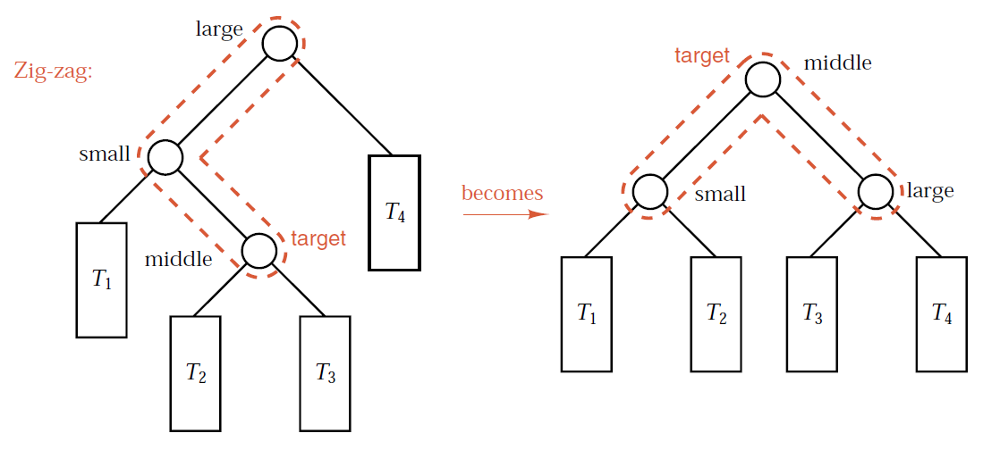 Zig-zag:
large
small
middle
target
T1
T2
T3
T4
becomes
target
middle
small
large
T1
T2
T3
T4